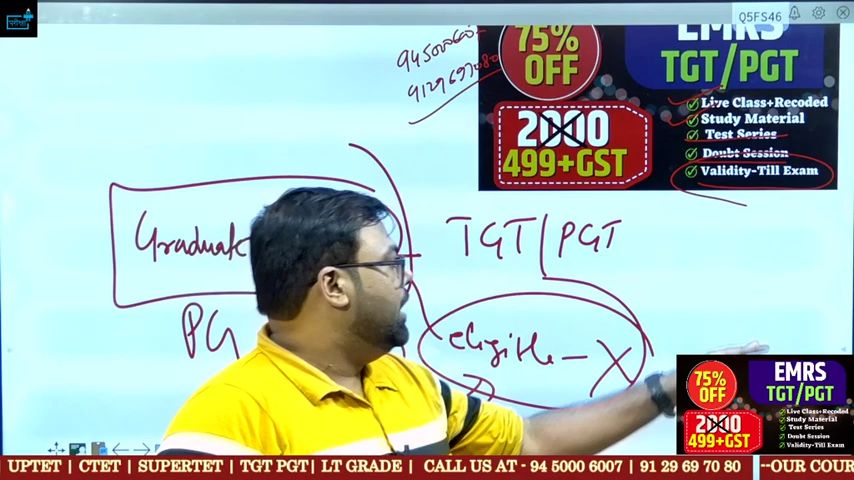 परीक्षा
Q5FS46
9450006007
9129697080
75%
OFF
EMRS
TGT/PGT
2000
499+GST
Live Class+Recoded
Study Material
Test Series
Doubt Session
Validity-Till Exam
Graduate
TGT/PGT
PG
eligible - X
75%
OFF
EMRS
TGT/PGT
2000
499+GST
Live Class+Recoded
Study Material
Test Series
Doubt Session
Validity-Till Exam
UPTET | CTET | SUPERTET | TGT PGT| LT GRADE | CALL US AT - 94 5000 6007 | 91 29 69 70 80 --OUR COUR